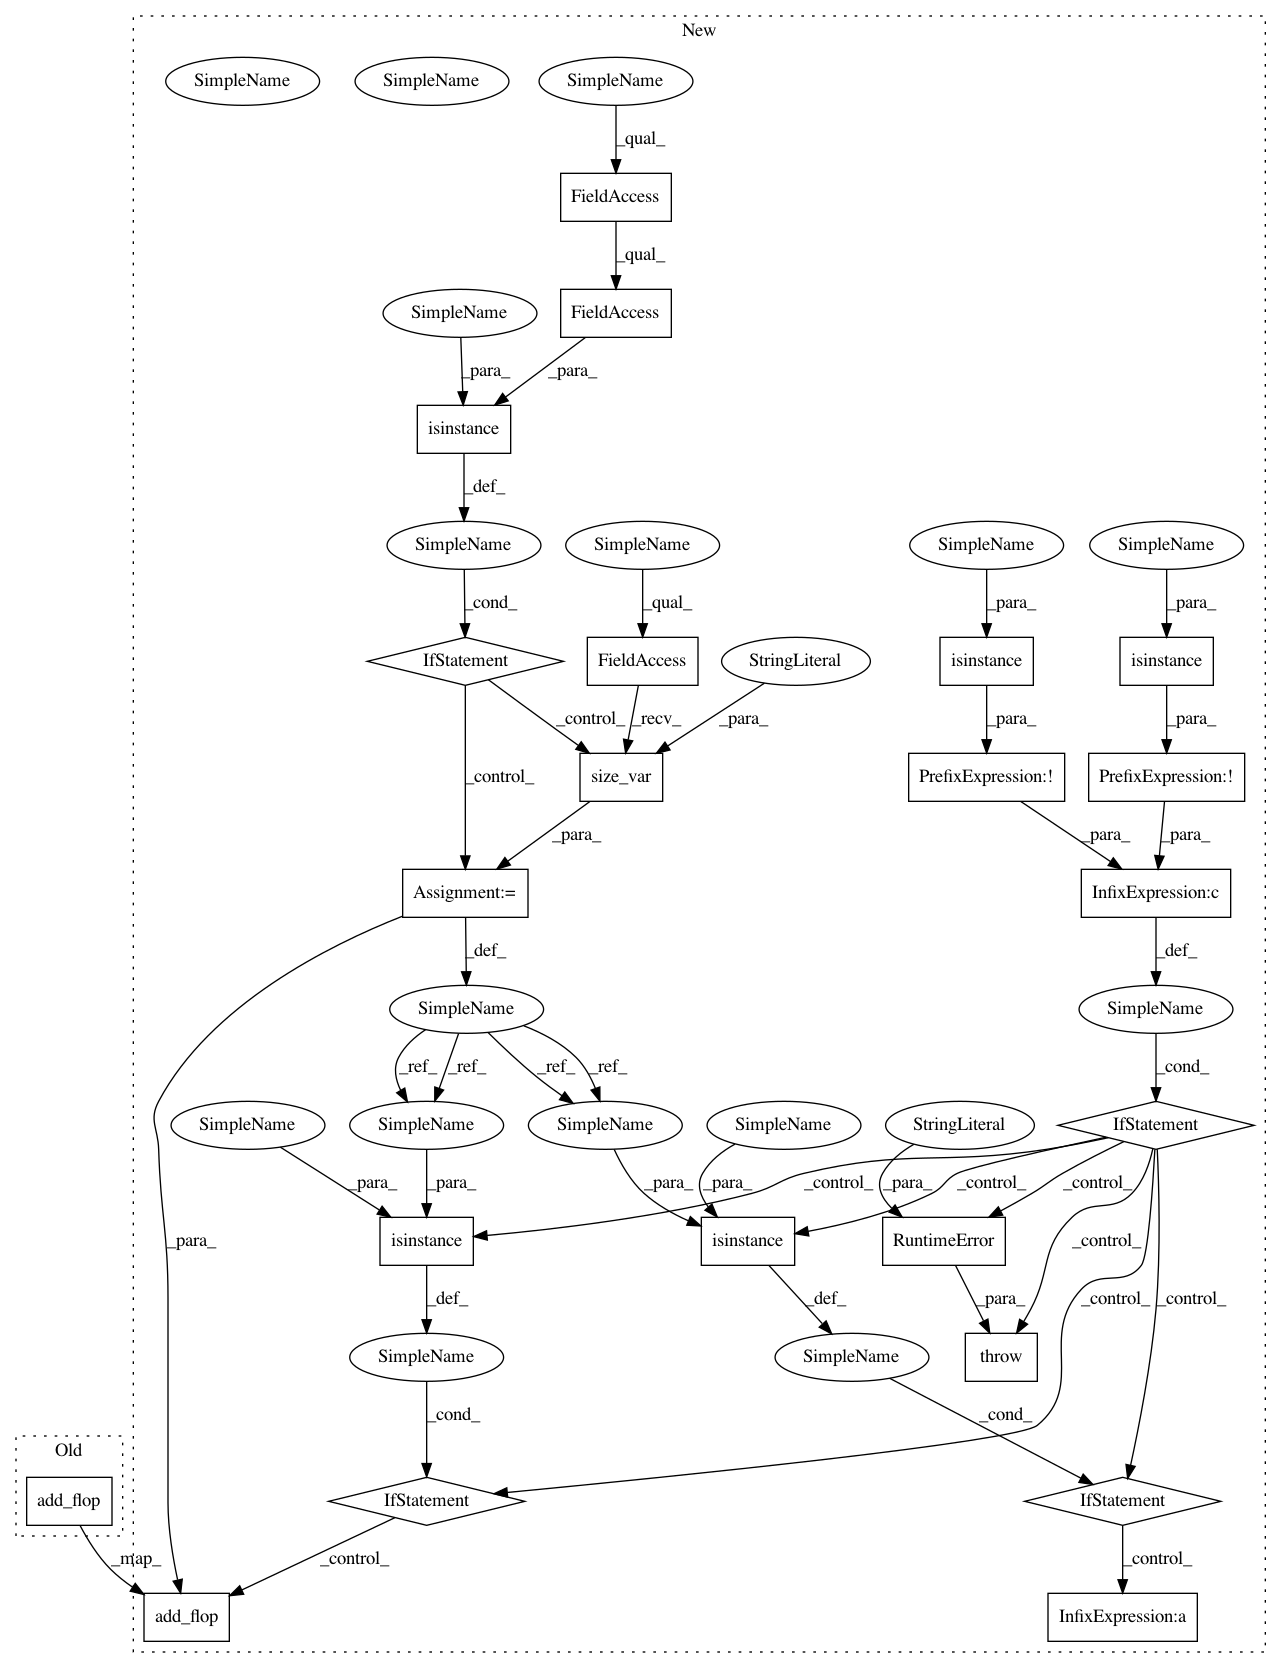 New
SimpleName
SimpleName
SimpleName
_qual_
FieldAccess
_qual_
SimpleName
FieldAccess
_para_
_para_
isinstance
_def_
SimpleName
SimpleName
SimpleName
SimpleName
_cond_
_qual_
_para_
_para_
IfStatement
FieldAccess
StringLiteral
isinstance
isinstance
_control_
_recv_
_para_
_para_
_para_
_control_
size_var
PrefixExpression:!
PrefixExpression:!
_para_
_para_
_para_
Assignment:=
InfixExpression:c
_def_
_def_
SimpleName
SimpleName
_ref_
_ref_
_ref_
_ref_
_cond_
SimpleName
SimpleName
SimpleName
SimpleName
StringLiteral
IfStatement
_para_
_para_
_para_
_para_
_control_
_para_
_control_
_control_
_para_
isinstance
isinstance
RuntimeError
_control_
_def_
_def_
_para_
_control_
_control_
SimpleName
SimpleName
throw
_cond_
_cond_
Old
add_flop
IfStatement
IfStatement
_map_
_control_
_control_
add_flop
InfixExpression:a